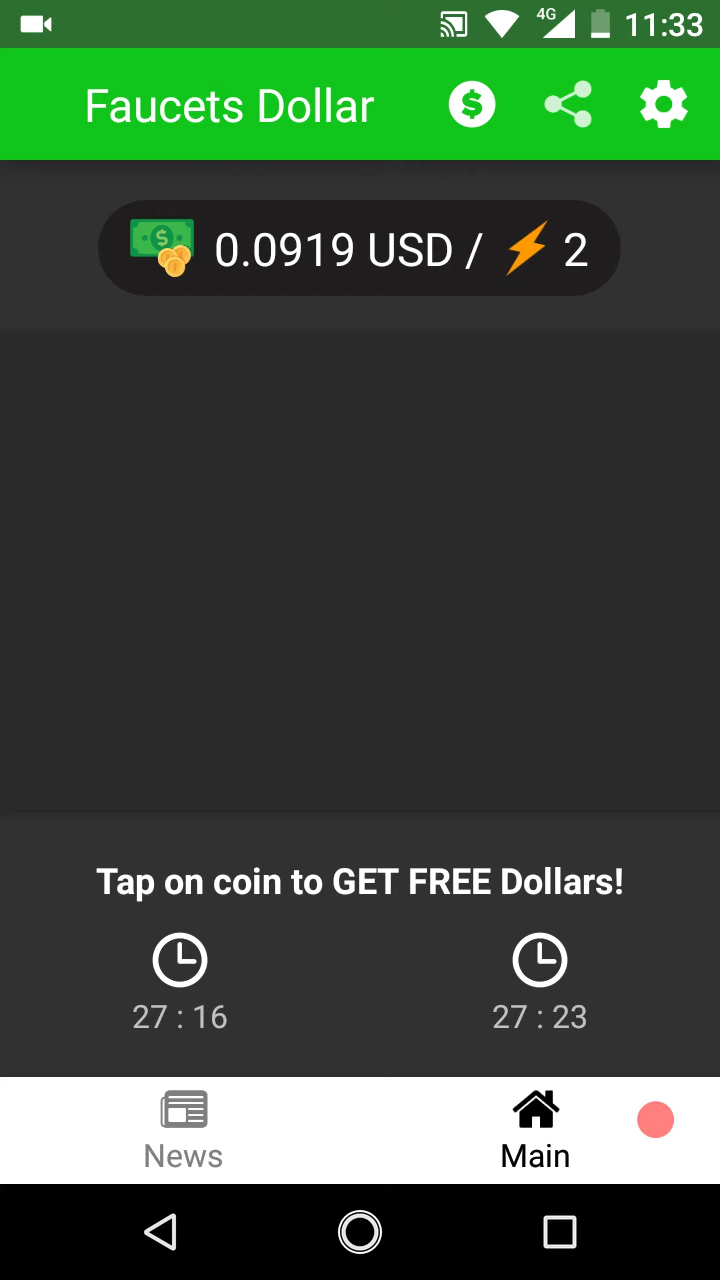 4G 11:33
Faucets Dollar
0.0919 USD / 2
Tap on coin to GET FREE Dollars!
27 : 16 27 : 23
News Main